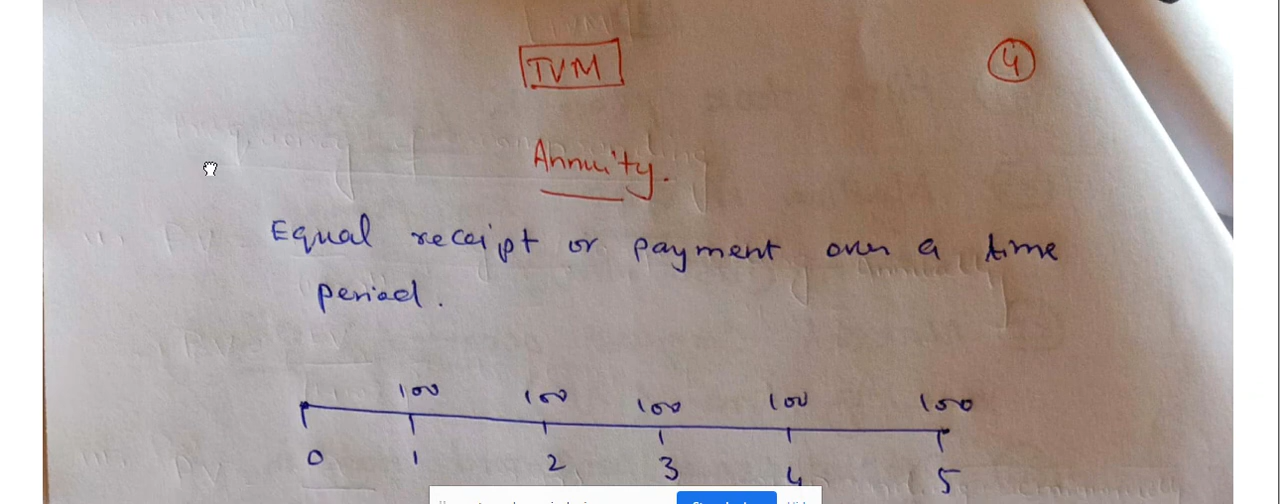 TVM
4
Annuity.
Equal receipt or payment over a time
period.
100 100 100 100 100
0 1 2 3 4 5